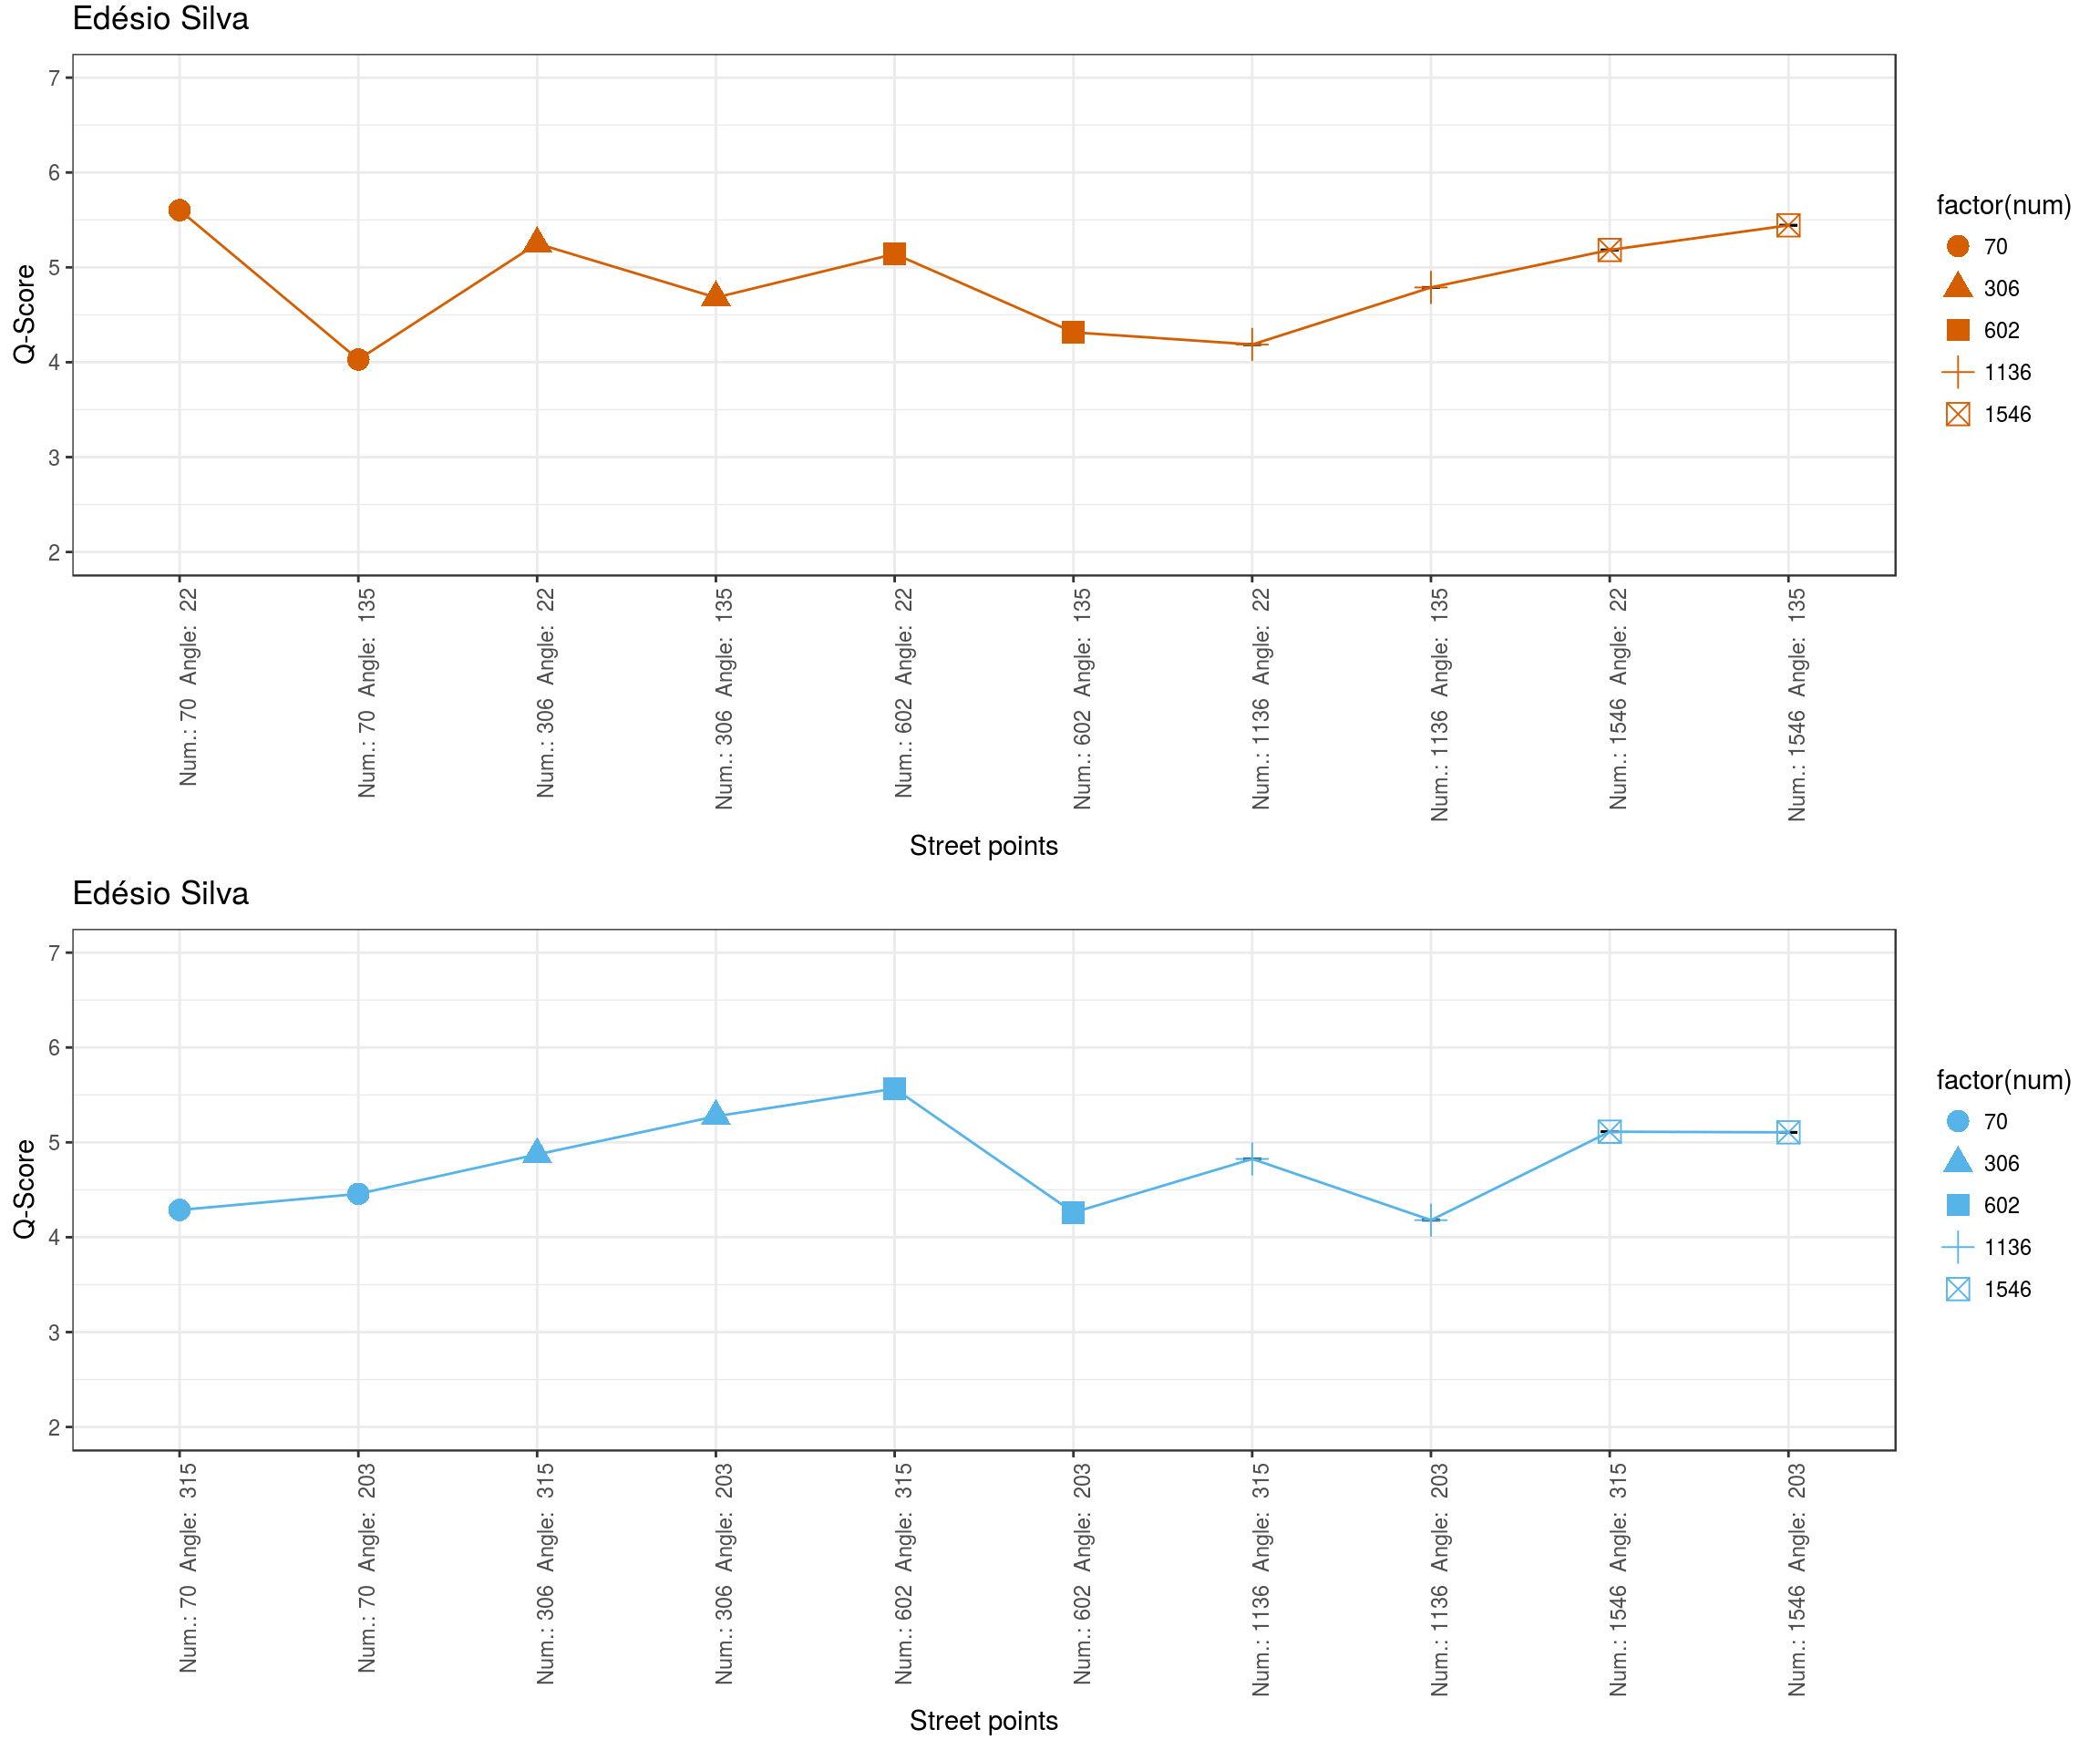 Edésio Silva
7
6
5
4
3
2
Q-Score
Num.: 70 Angle: 22
Num.: 70 Angle: 135
Num.: 306 Angle: 22
Num.: 306 Angle: 135
Num.: 602 Angle: 22
Num.: 602 Angle: 135
Num.: 1136 Angle: 22
Num.: 1136 Angle: 135
Num.: 1546 Angle: 22
Num.: 1546 Angle: 135
Street points
factor(num)
70
306
602
1136
1546
Edésio Silva
7
6
5
4
3
2
Q-Score
Num.: 70 Angle: 315
Num.: 70 Angle: 203
Num.: 306 Angle: 315
Num.: 306 Angle: 203
Num.: 602 Angle: 315
Num.: 602 Angle: 203
Num.: 1136 Angle: 315
Num.: 1136 Angle: 203
Num.: 1546 Angle: 315
Num.: 1546 Angle: 203
Street points
factor(num)
70
306
602
1136
1546